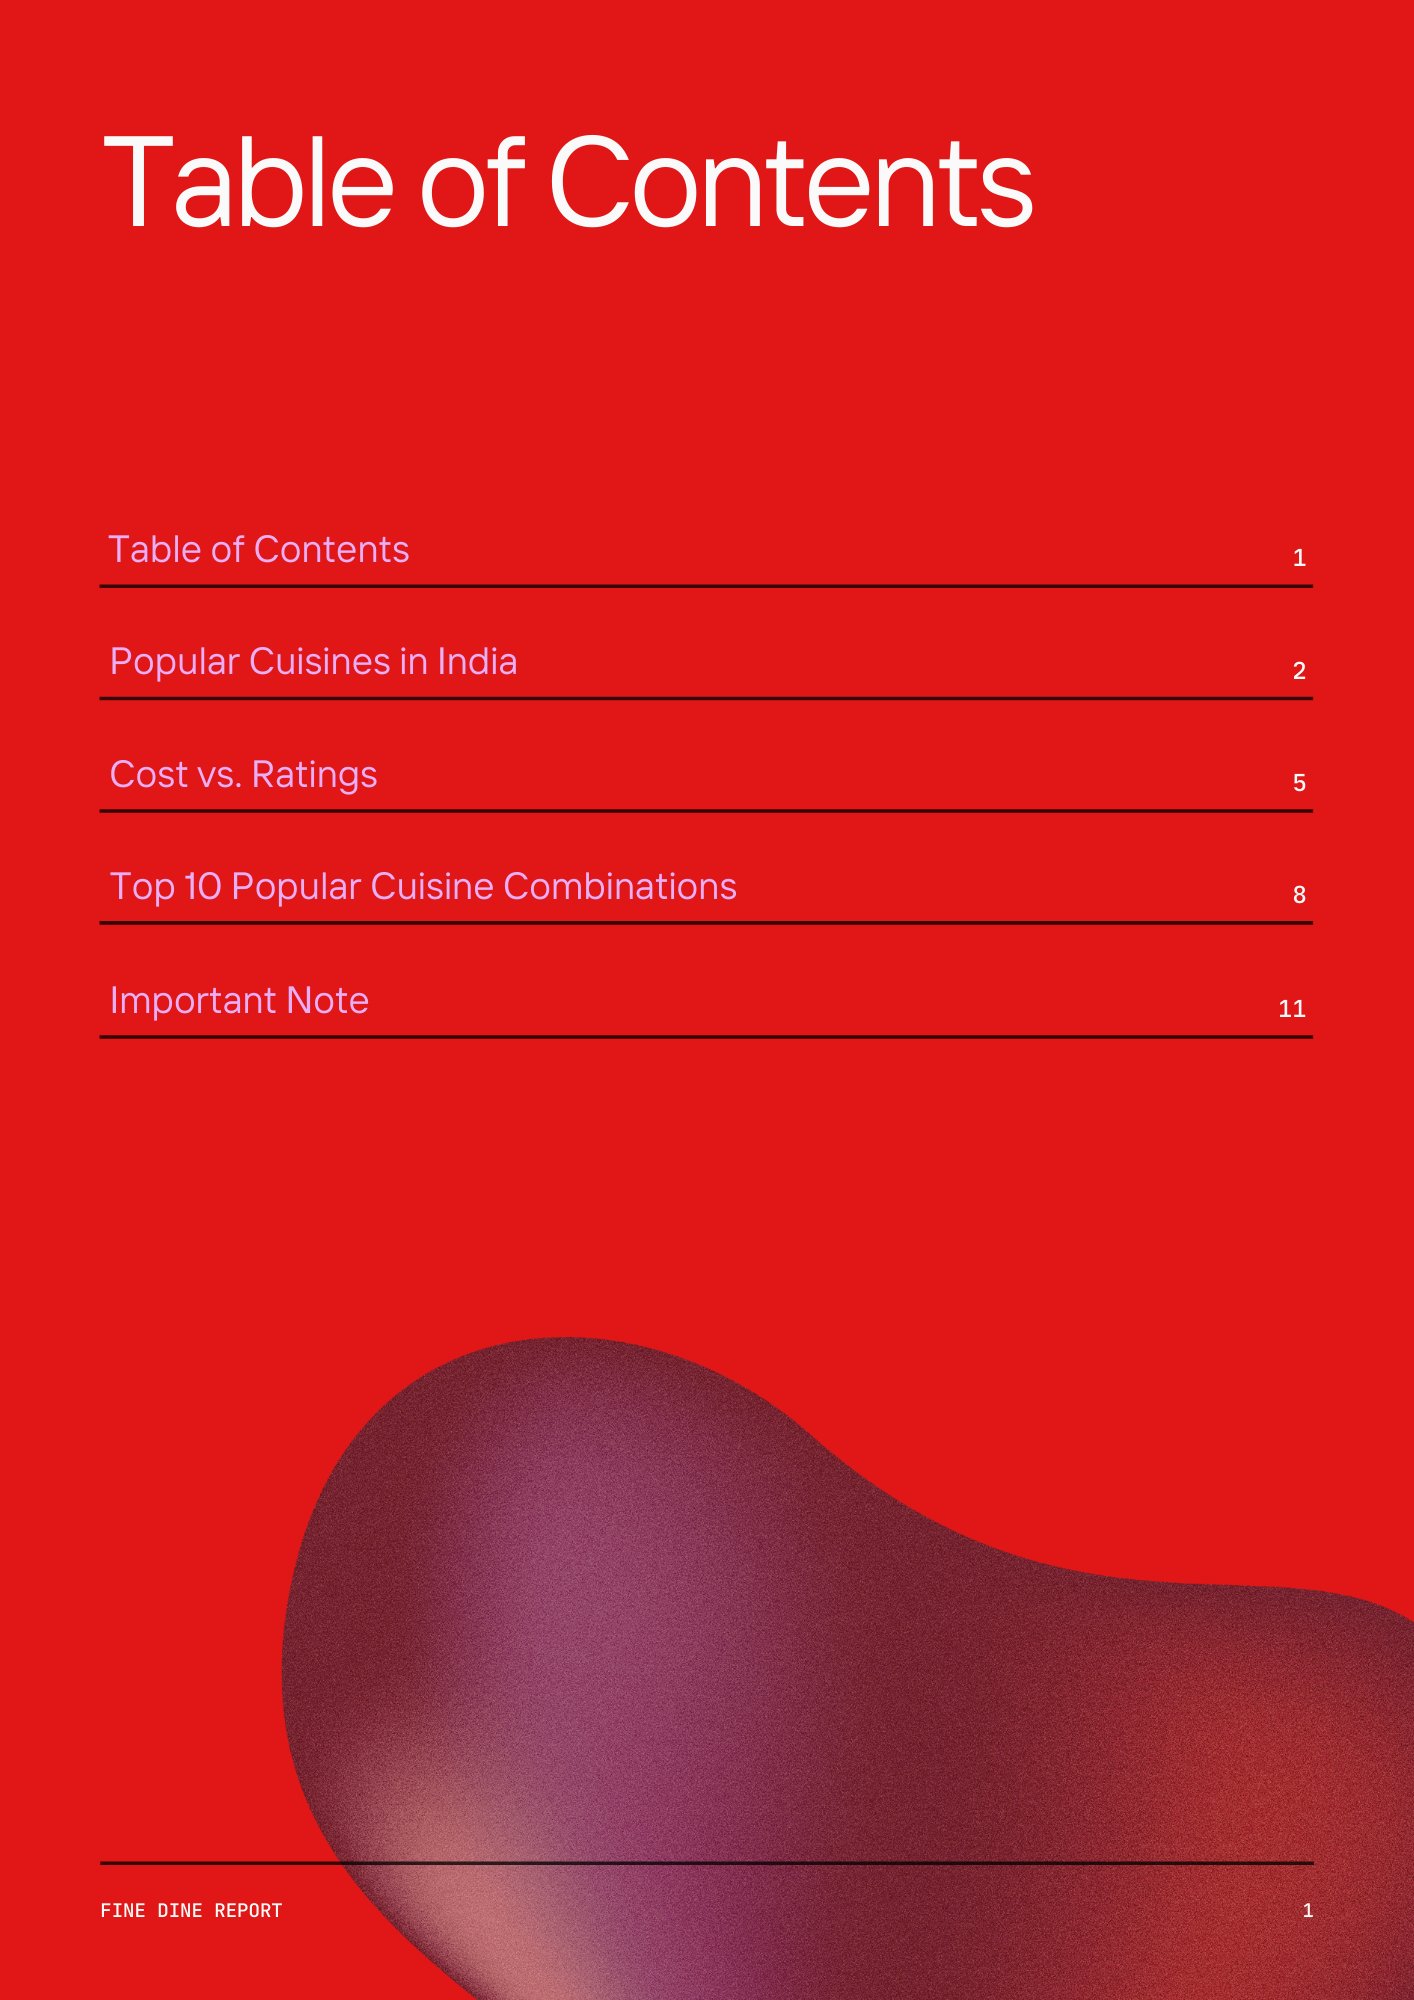 Table of Contents
Table of Contents 1
Popular Cuisines in India 2
Cost vs. Ratings 5
Top 10 Popular Cuisine Combinations 8
Important Note 11
FINE DINE REPORT 1